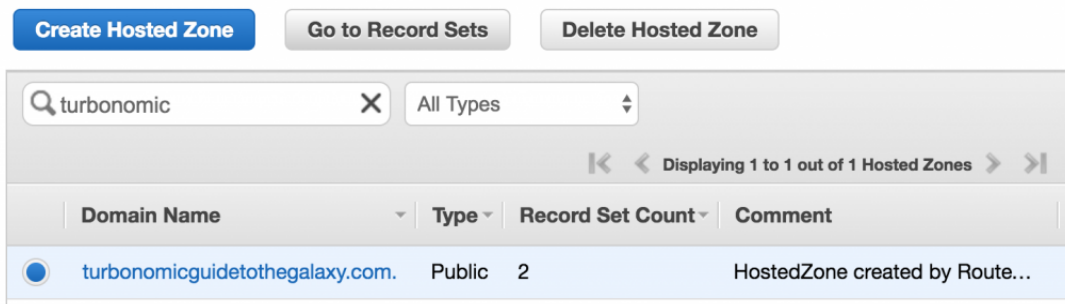 Create Hosted Zone Go to Record Sets Delete Hosted Zone
turbonomic All Types
Displaying 1 to 1 out of 1 Hosted Zones
Domain Name Type Record Set Count Comment
turbonomicguidetothegalaxy.com. Public 2 HostedZone created by Route...